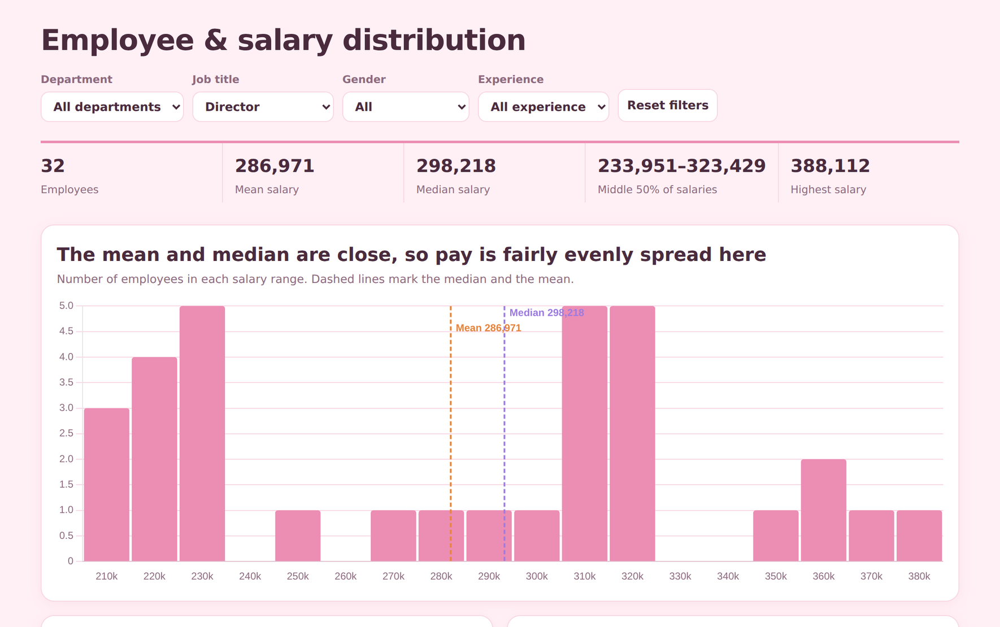 Employee & salary distribution
Department Job title Gender Experience
All departments Director All All experience Reset filters
32 286,971 298,218 233,951–323,429 388,112
Employees Mean salary Median salary Middle 50% of salaries Highest salary
The mean and median are close, so pay is fairly evenly spread here
Number of employees in each salary range. Dashed lines mark the median and the mean.
5.0
Median 298,218
Mean 286,971
4.5
4.0
3.5
3.0
2.5
2.0
1.5
1.0
0.5
0
210k 220k 230k 240k 250k 260k 270k 280k 290k 300k 310k 320k 330k 340k 350k 360k 370k 380k